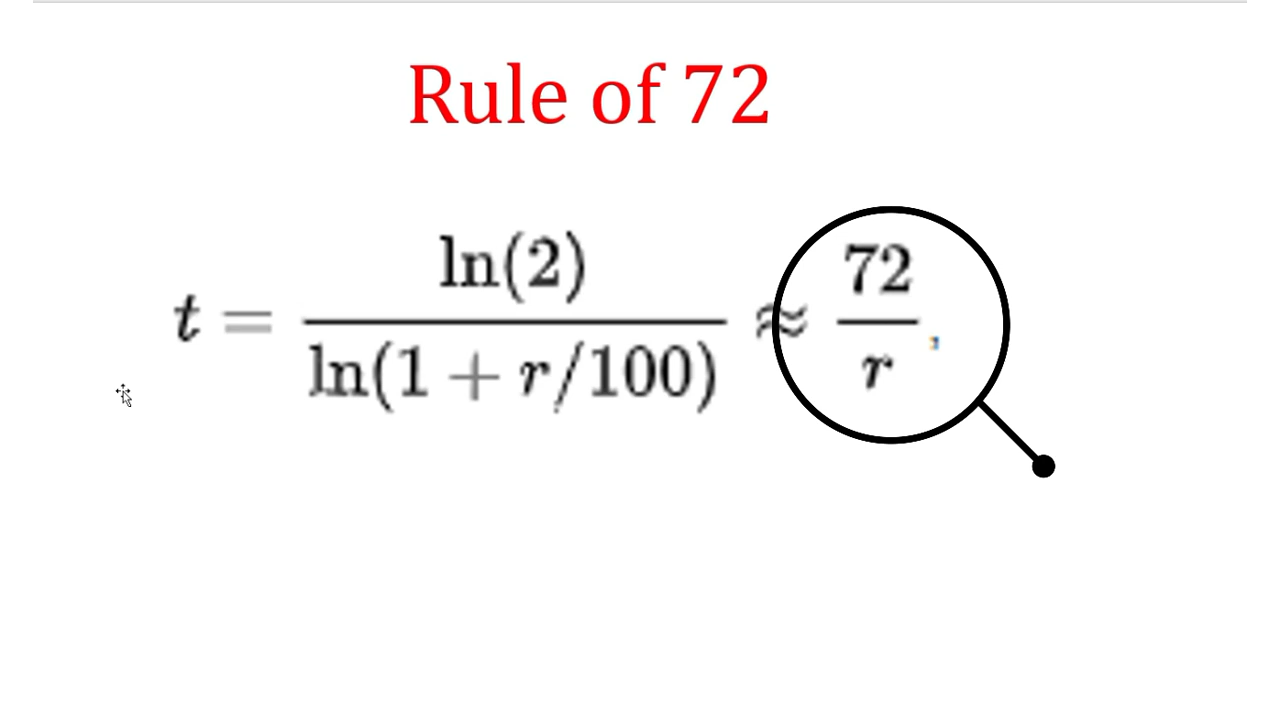 Rule of 72
t = ln(2) / ln(1 + r/100) ≈ 72 / r ,